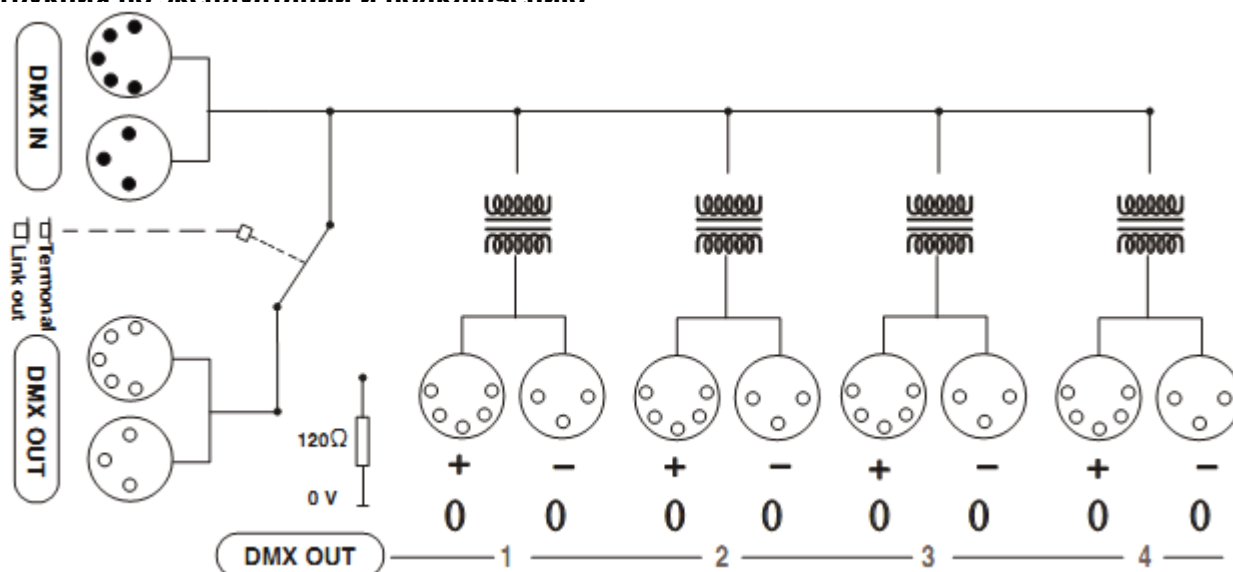 DMX IN
Termonal
Link out
DMX OUT
120Ω
0 V
+ − + − + − + −
0 0 0 0 0 0 0 0
DMX OUT 1 2 3 4